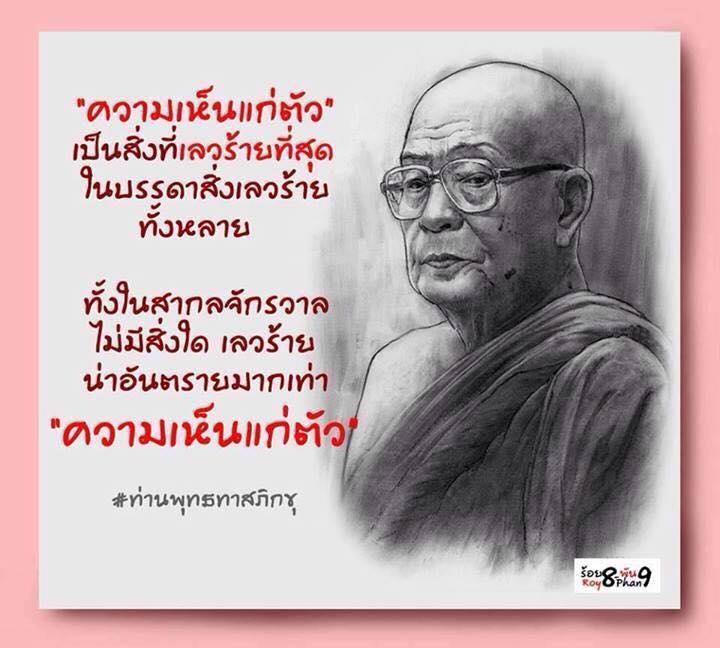 "ความเห็นแก่ตัว"
เป็นสิ่งที่เลวร้ายที่สุด
ในบรรดาสิ่งเลวร้าย
ทั้งหลาย
ทั้งในสากลจักรวาล
ไม่มีสิ่งใด เลวร้าย
น่าอันตรายมากเท่า
"ความเห็นแก่ตัว"
#ท่านพุทธทาสภิกขุ
ร้อย8พัน9
Roy8-Phan9